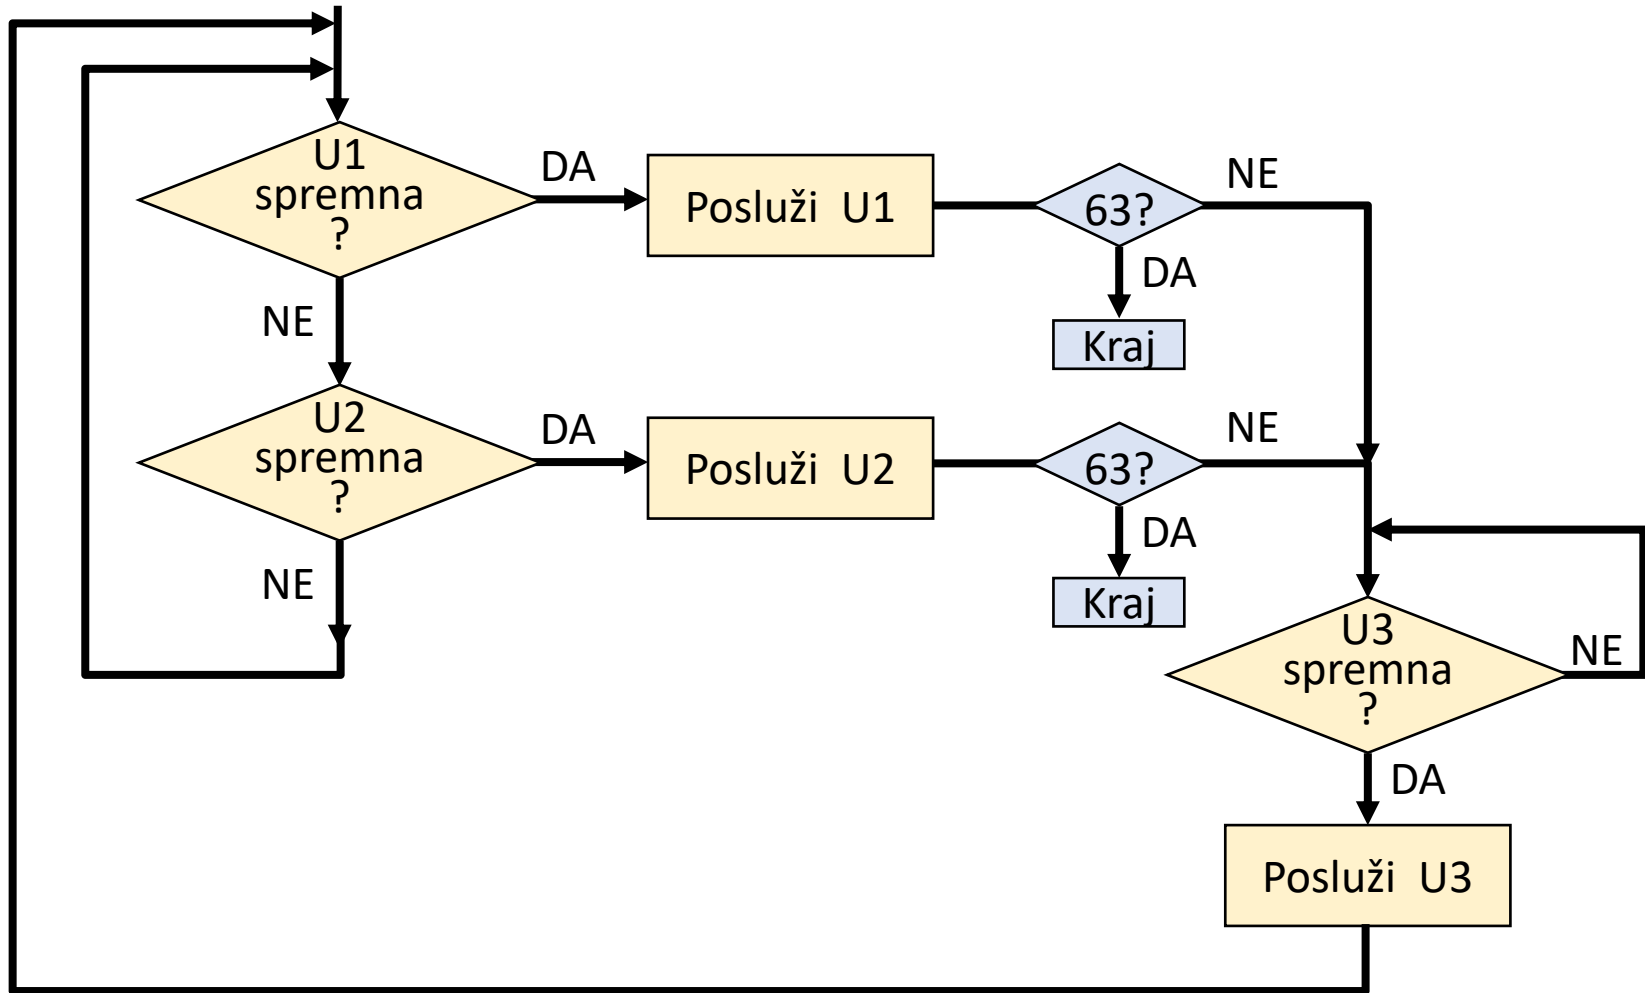 U1
spremna
?
DA
Posluži U1
63?
NE
DA
Kraj
NE
U2
spremna
?
DA
Posluži U2
63?
NE
DA
Kraj
NE
U3
spremna
?
NE
DA
Posluži U3